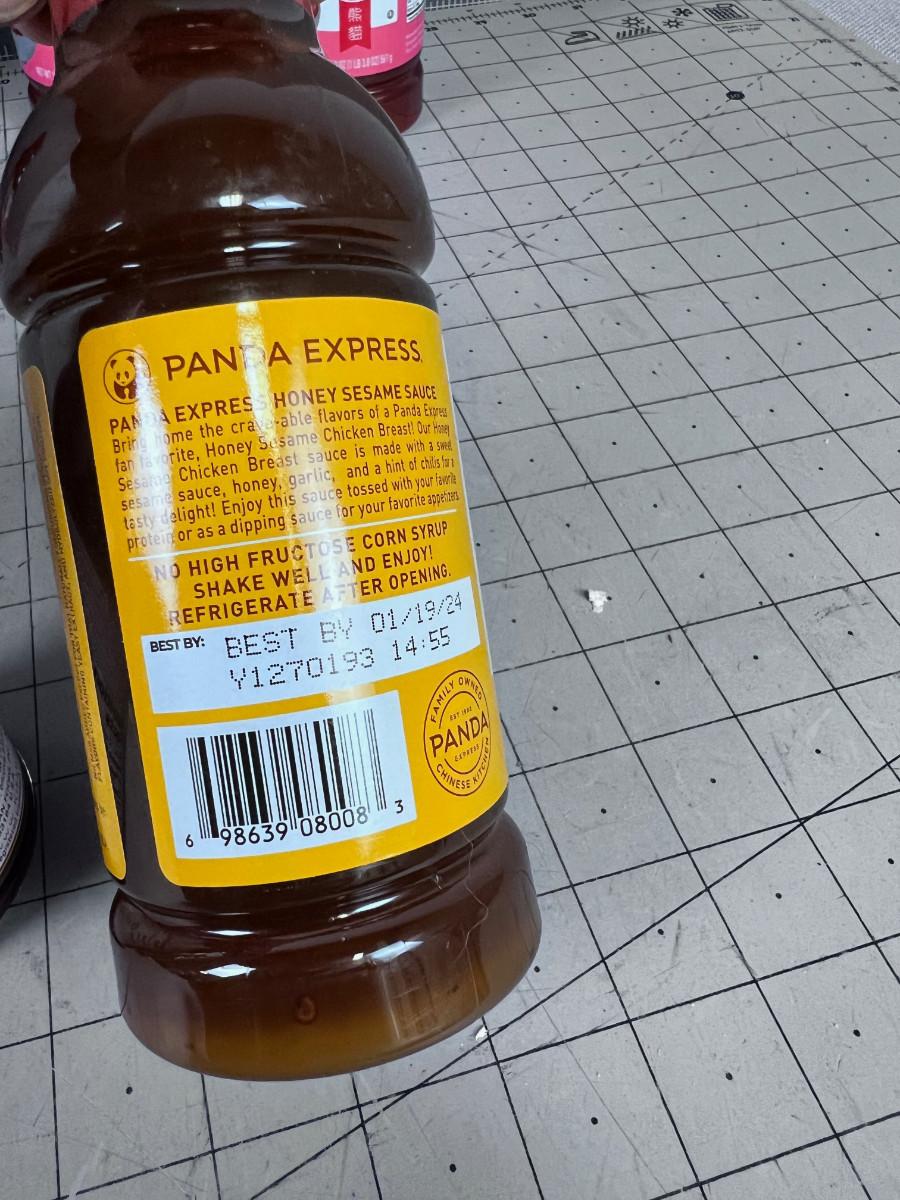 熊貓
PANDA EXPRESS
PANDA EXPRESS HONEY SESAME SAUCE
Bring home the crave-able flavors of a Panda Express
fan favorite, Honey Sesame Chicken Breast! Our Honey
Sesame Chicken Breast sauce is made with a sweet
sesame sauce, honey, garlic, and a hint of chilis for a
tasty delight! Enjoy this sauce tossed with your favorite
protein or as a dipping sauce for your favorite appetizers.
NO HIGH FRUCTOSE CORN SYRUP
SHAKE WELL AND ENJOY!
REFRIGERATE AFTER OPENING.
BEST BY: BEST BY 01/19/24
Y1270193 14:55
FAMILY OWNED
PANDA
EXPRESS
CHINESE KITCHEN
6 98639 08008 3